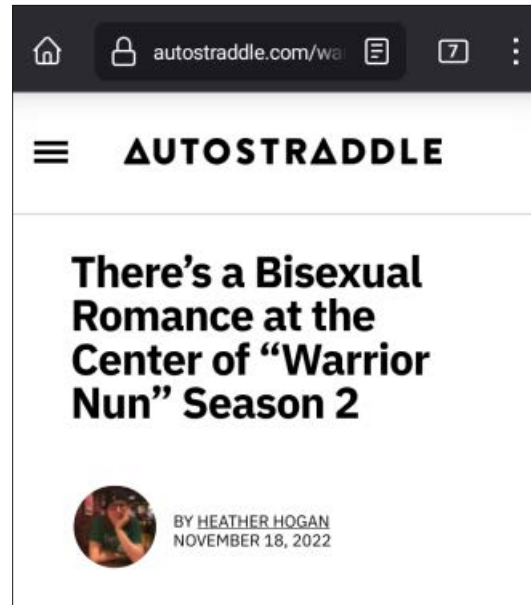 autostraddle.com/wa
7
AUTOSTRADDLE
There's a Bisexual
Romance at the
Center of “Warrior
Nun” Season 2
BY HEATHER HOGAN
NOVEMBER 18, 2022